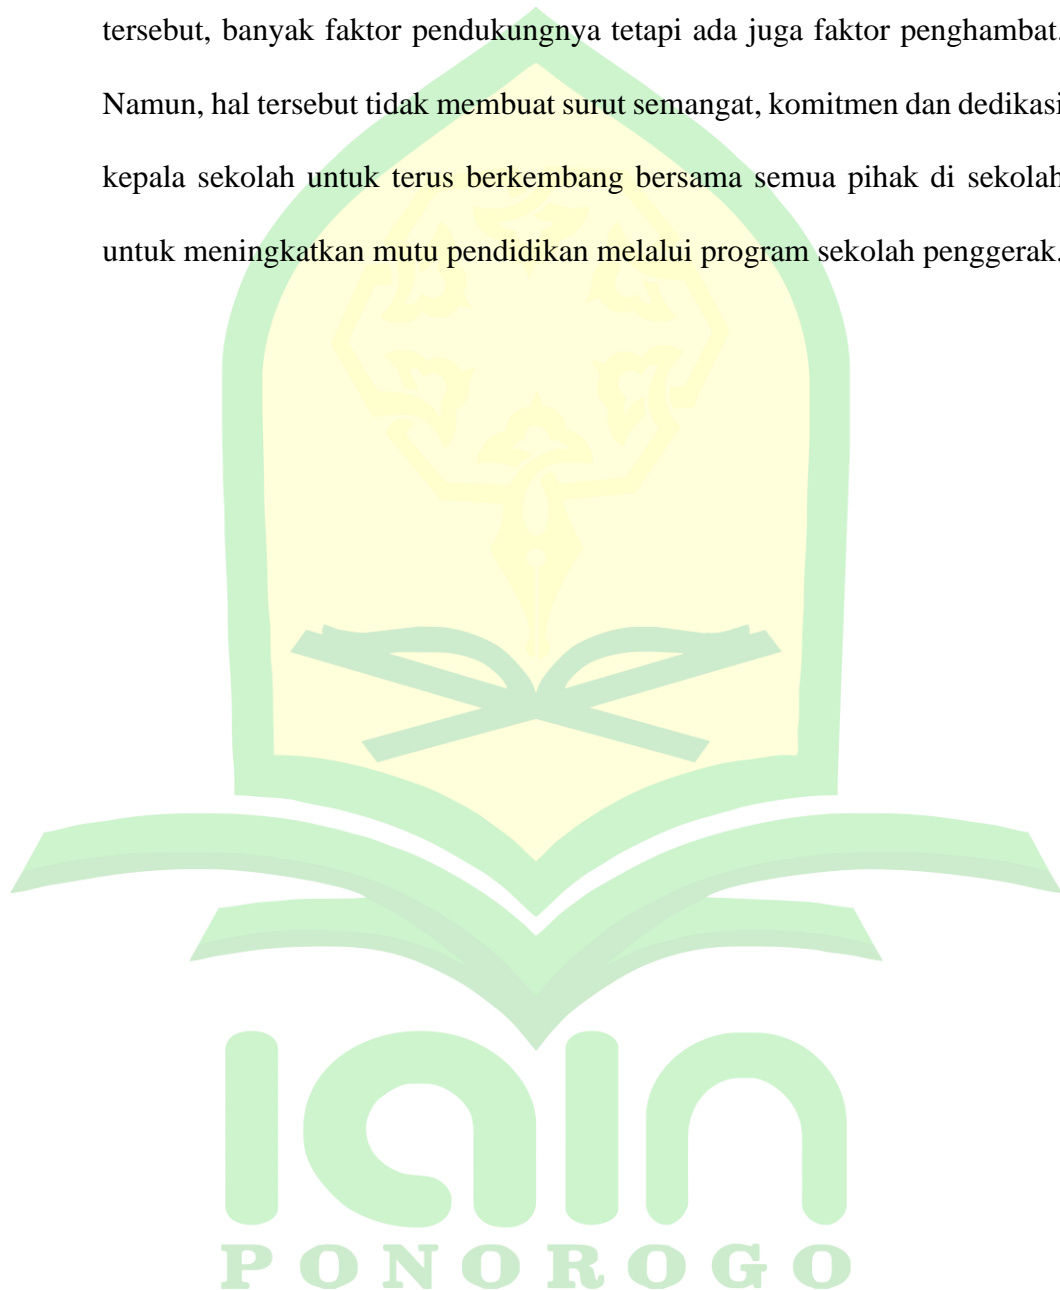 tersebut, banyak faktor pendukungnya tetapi ada juga faktor penghambat.
Namun, hal tersebut tidak membuat surut semangat, komitmen dan dedikasi
kepala sekolah untuk terus berkembang bersama semua pihak di sekolah
untuk meningkatkan mutu pendidikan melalui program sekolah penggerak.
IAIN
PONOROGO